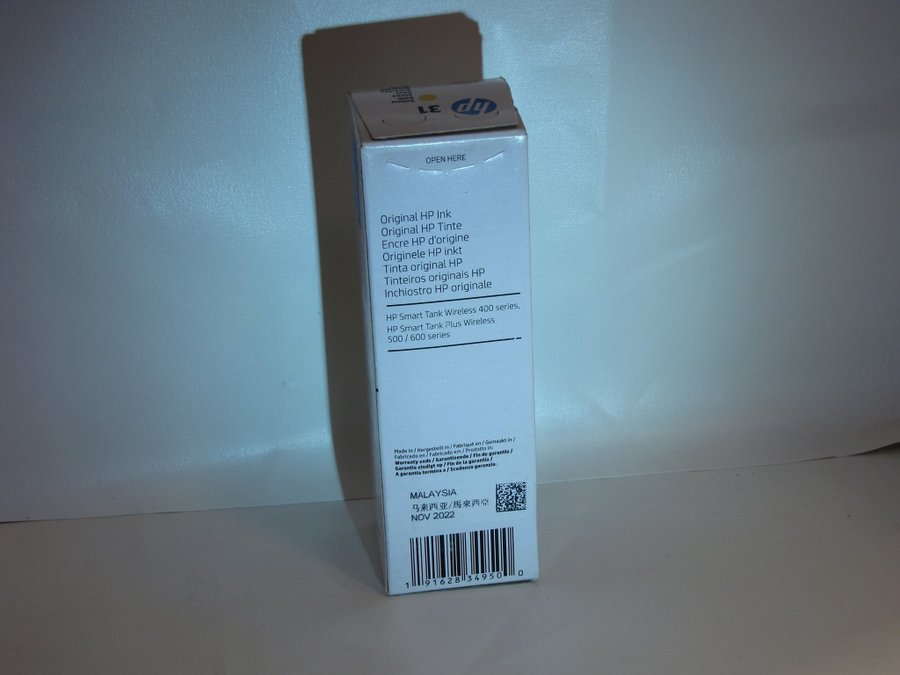 hp
31
OPEN HERE
Original HP Ink
Original HP Tinte
Encre HP d'origine
Originele HP inkt
Tinta original HP
Tinteiros originais HP
Inchiostro HP originale
HP Smart Tank Wireless 400 series,
HP Smart Tank Plus Wireless
500 / 600 series
Made in / Hergestellt in / Fabriqué en / Gemaakt in /
Fabricado en / Fabricado em / Prodotto in.
Warranty ends / Garantieende / Fin de garantie /
Garantie eindigt op / Fin de la garantía /
A garantia termina a / Scadenza garanzia.
MALAYSIA
马来西亚/馬來西亞
NOV 2022
1 91628 34950 0